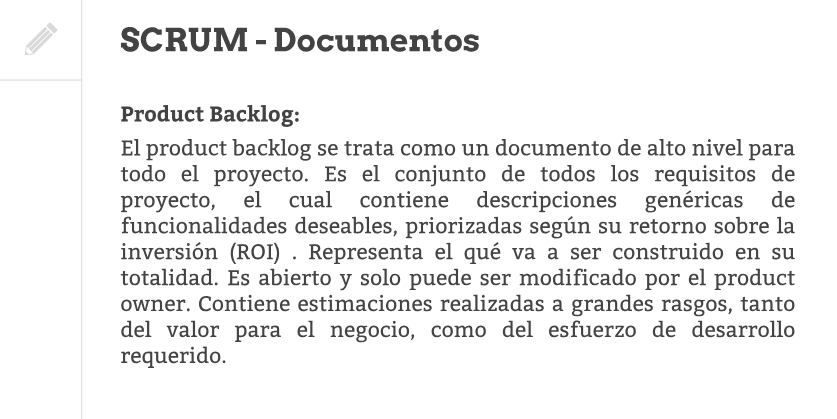 SCRUM - Documentos
Product Backlog:
El product backlog se trata como un documento de alto nivel para
todo el proyecto. Es el conjunto de todos los requisitos de
proyecto, el cual contiene descripciones genéricas de
funcionalidades deseables, priorizadas según su retorno sobre la
inversión (ROI) . Representa el qué va a ser construido en su
totalidad. Es abierto y solo puede ser modificado por el product
owner. Contiene estimaciones realizadas a grandes rasgos, tanto
del valor para el negocio, como del esfuerzo de desarrollo
requerido.